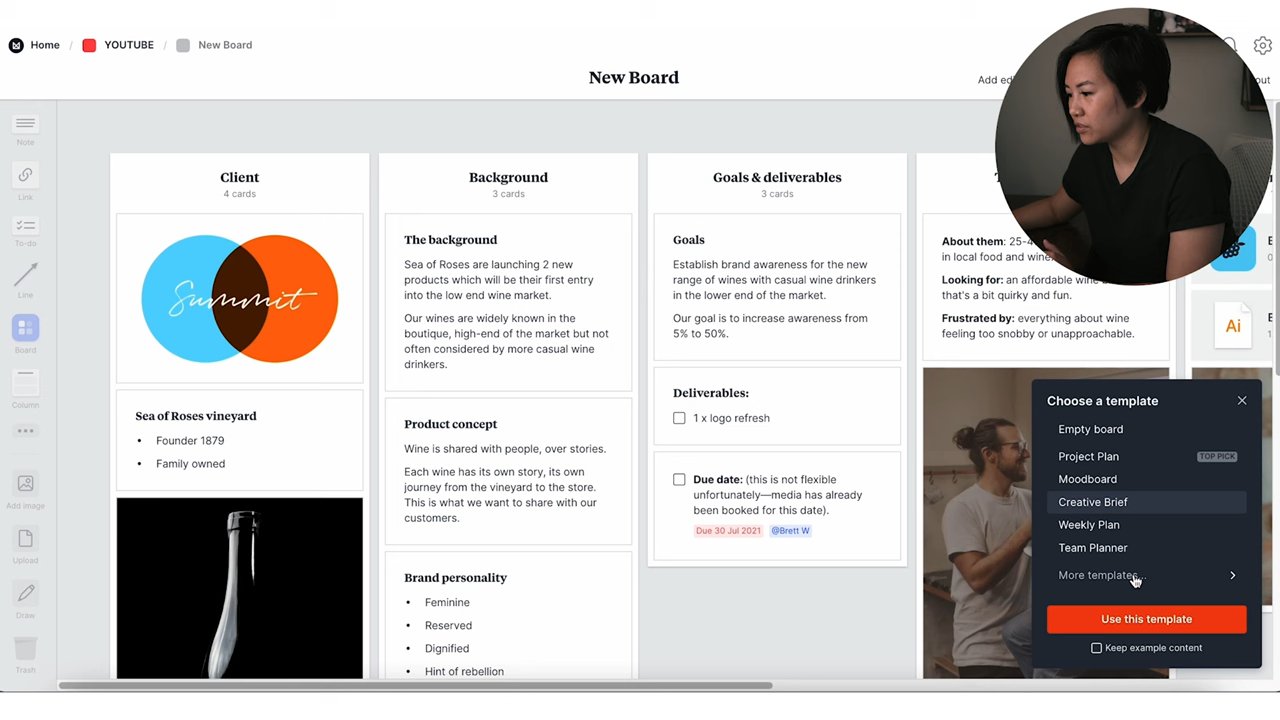 Home / YOUTUBE / New Board
New Board
Note
Link
To-do
Line
Board
Column
Add image
Upload
Draw
Trash
Client
4 cards
Summit
Sea of Roses vineyard
• Founder 1879
• Family owned
Background
3 cards
The background
Sea of Roses are launching 2 new
products which will be their first entry
into the low end wine market.
Our wines are widely known in the
boutique, high-end of the market but not
often considered by more casual wine
drinkers.
Product concept
Wine is shared with people, over stories.
Each wine has its own story, its own
journey from the vineyard to the store.
This is what we want to share with our
customers.
Brand personality
• Feminine
• Reserved
• Dignified
• Hint of rebellion
Goals & deliverables
3 cards
Goals
Establish brand awareness for the new
range of wines with casual wine drinkers
in the lower end of the market.
Our goal is to increase awareness from
5% to 50%.
Deliverables:
1 x logo refresh
Due date: (this is not flexible
unfortunately—media has already
been booked for this date).
Due 30 Jul 2021 @Brett W
About them: 25-4
in local food and wine
Looking for: an affordable wine
that's a bit quirky and fun.
Frustrated by: everything about wine
feeling too snobby or unapproachable.
Ai
Choose a template
Empty board
Project Plan TOP PICK
Moodboard
Creative Brief
Weekly Plan
Team Planner
More templates...
Use this template
Keep example content